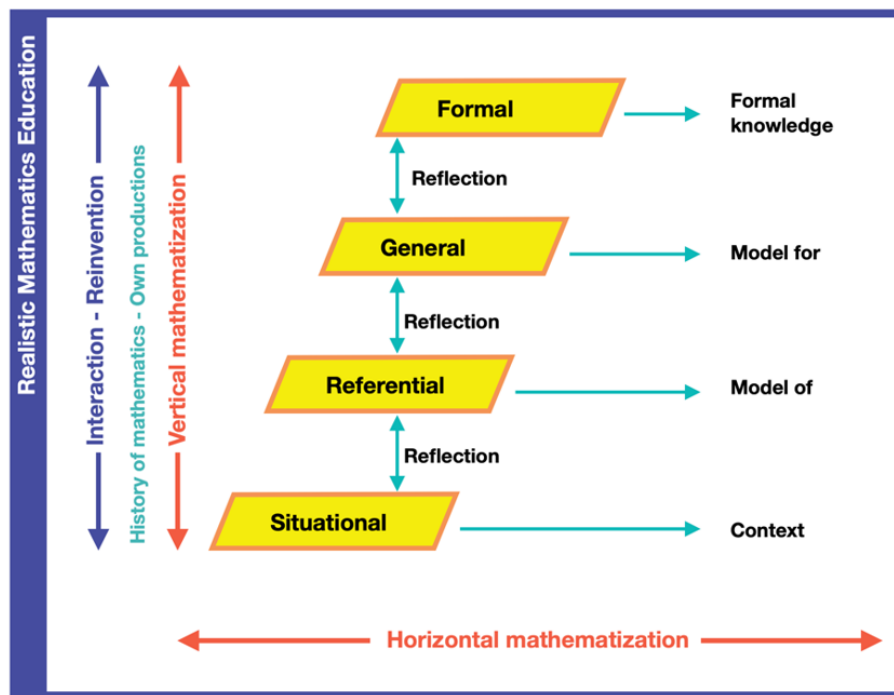 Realistic Mathematics Education
Interaction - Reinvention
History of mathematics - Own productions
Vertical mathematization
Formal
Formal
knowledge
Reflection
General
Model for
Reflection
Referential
Model of
Reflection
Situational
Context
Horizontal mathematization